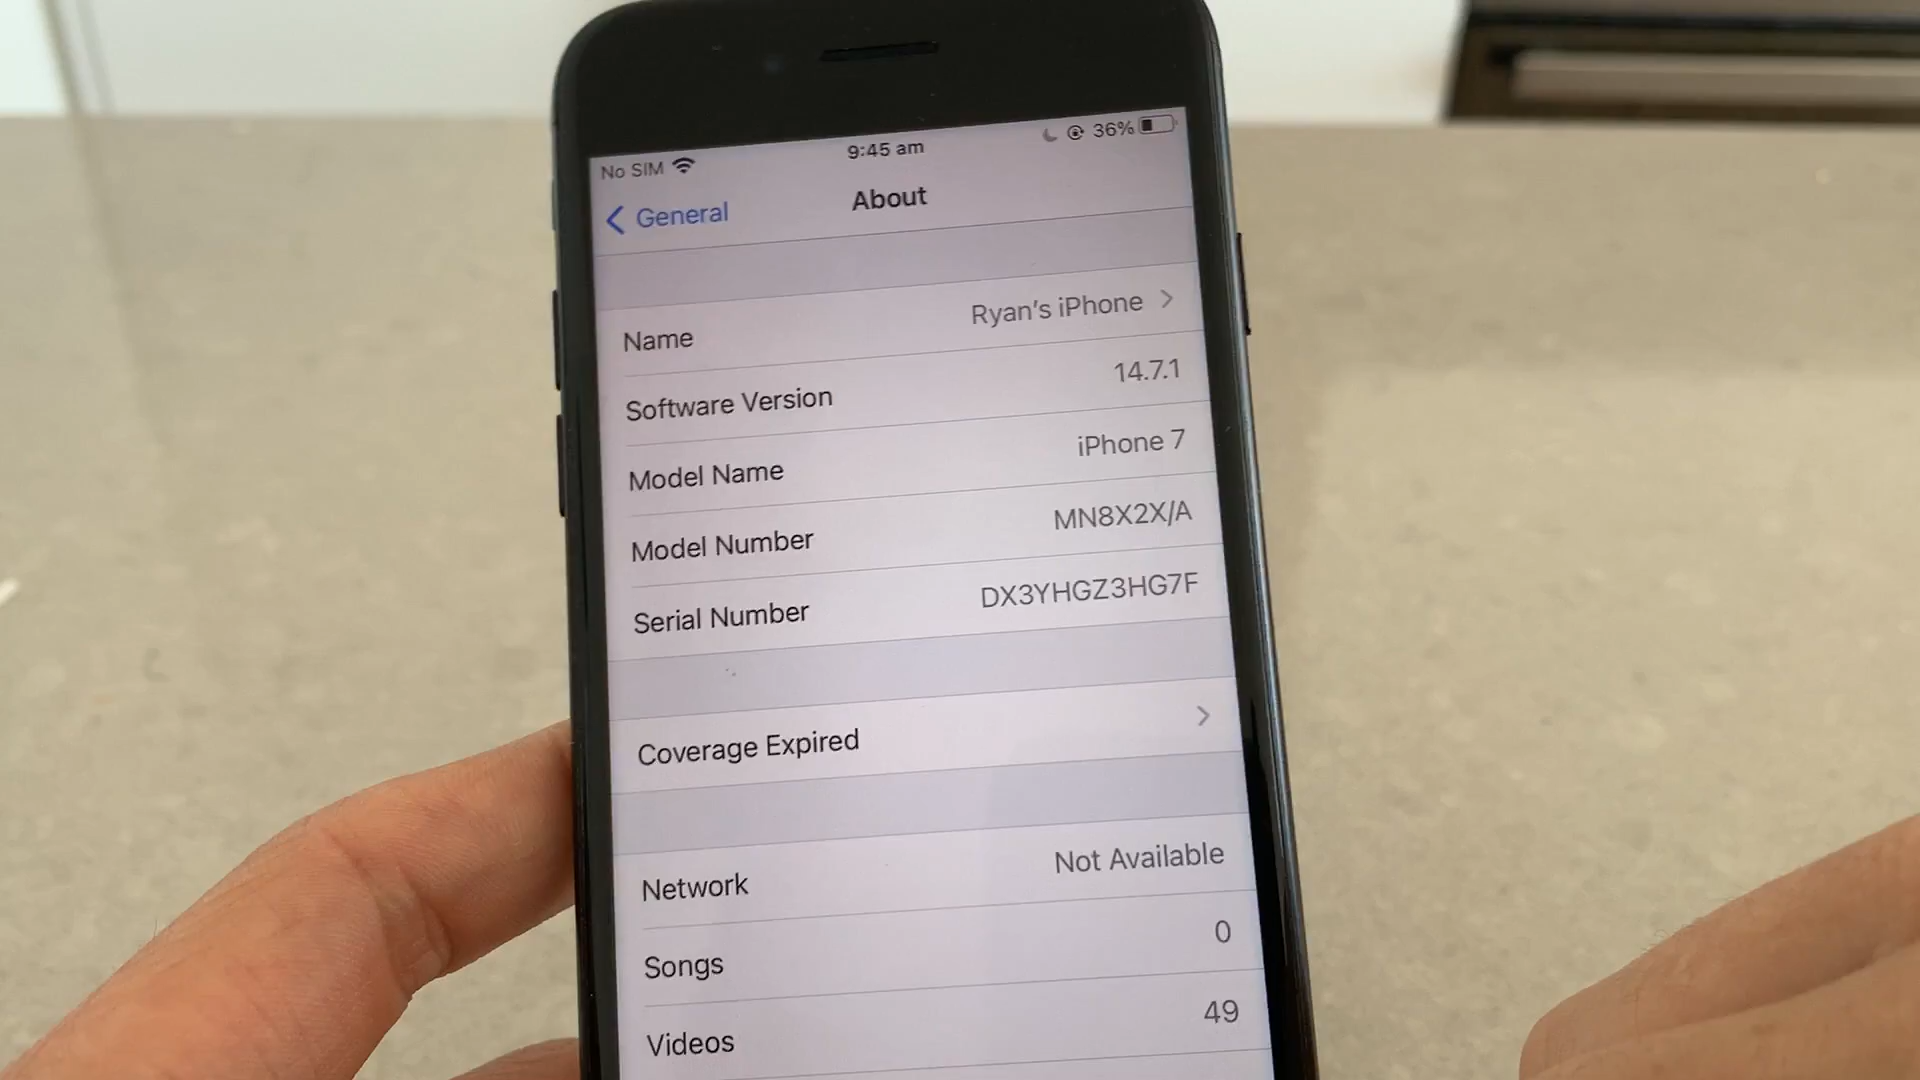 No SIM 9:45 am 36%
General About
Name Ryan's iPhone
Software Version 14.7.1
Model Name iPhone 7
Model Number MN8X2X/A
Serial Number DX3YHGZ3HG7F
Coverage Expired
Network Not Available
Songs 0
Videos 49